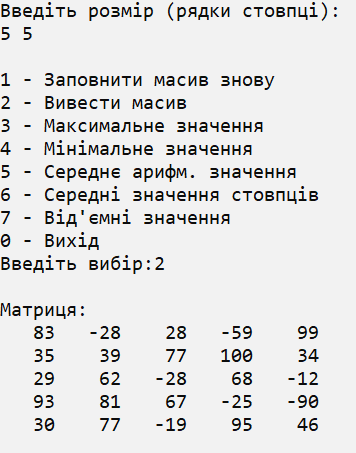 Введіть розмір (рядки стовпці):
5 5
1 - Заповнити масив знову
2 - Вивести масив
3 - Максимальне значення
4 - Мінімальне значення
5 - Середнє арифм. значення
6 - Середні значення стовпців
7 - Від'ємні значення
0 - Вихід
Введіть вибір:2
Матриця:
83 -28 28 -59 99
35 39 77 100 34
29 62 -28 68 -12
93 81 67 -25 -90
30 77 -19 95 46